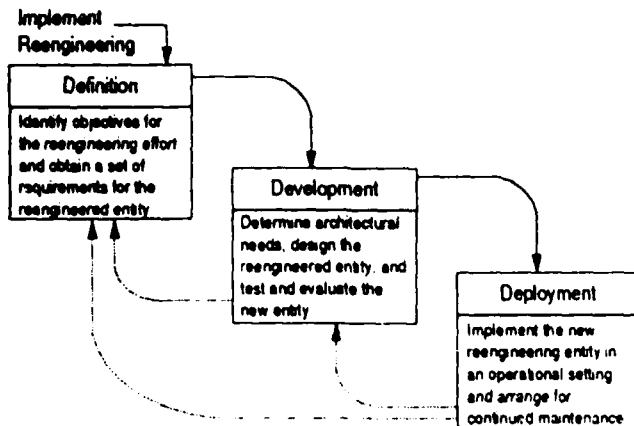 Implement
Reengineering
Definition
Identify objectives for
the reengineering effort
and obtain a set of
rsquirements for the
reengineered entity
Development
Determine architectural
needs, design the
reengineered entity, and
test and evaluate the
new entity
Deployment
Implement the new
reengineering entity in
an operational setting
and arrange for
continued maintenance